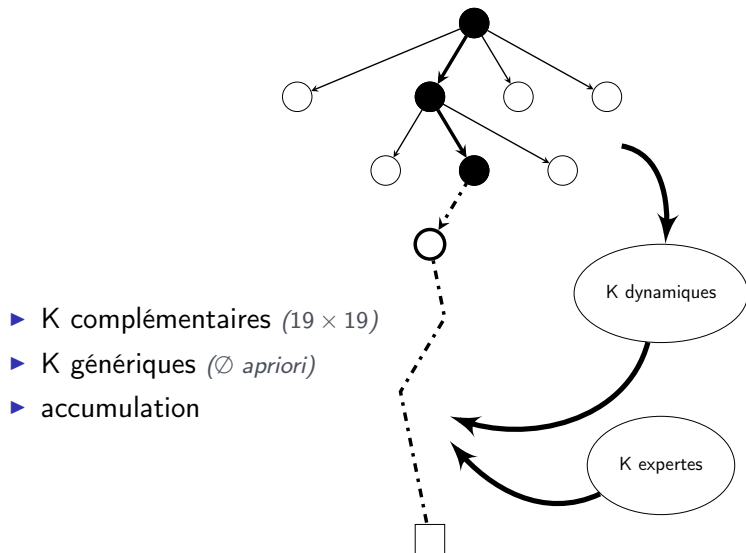 K dynamiques
K complémentaires (19 × 19)
K génériques (∅ apriori)
accumulation
K expertes